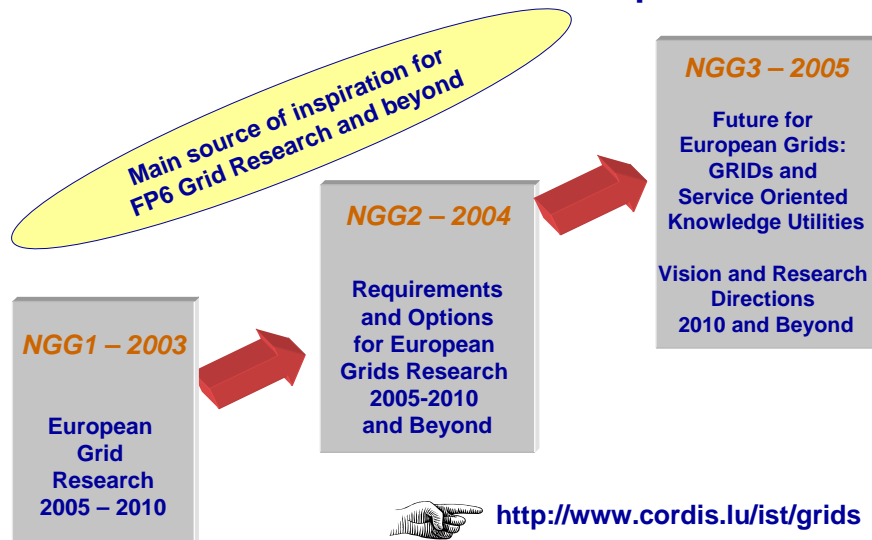 Main source of inspiration for
FP6 Grid Research and beyond
NGG1 – 2003
European
Grid
Research
2005 – 2010
NGG2 – 2004
Requirements
and Options
for European
Grids Research
2005-2010
and Beyond
NGG3 – 2005
Future for
European Grids:
GRIDs and
Service Oriented
Knowledge Utilities
Vision and Research
Directions
2010 and Beyond
http://www.cordis.lu/ist/grids